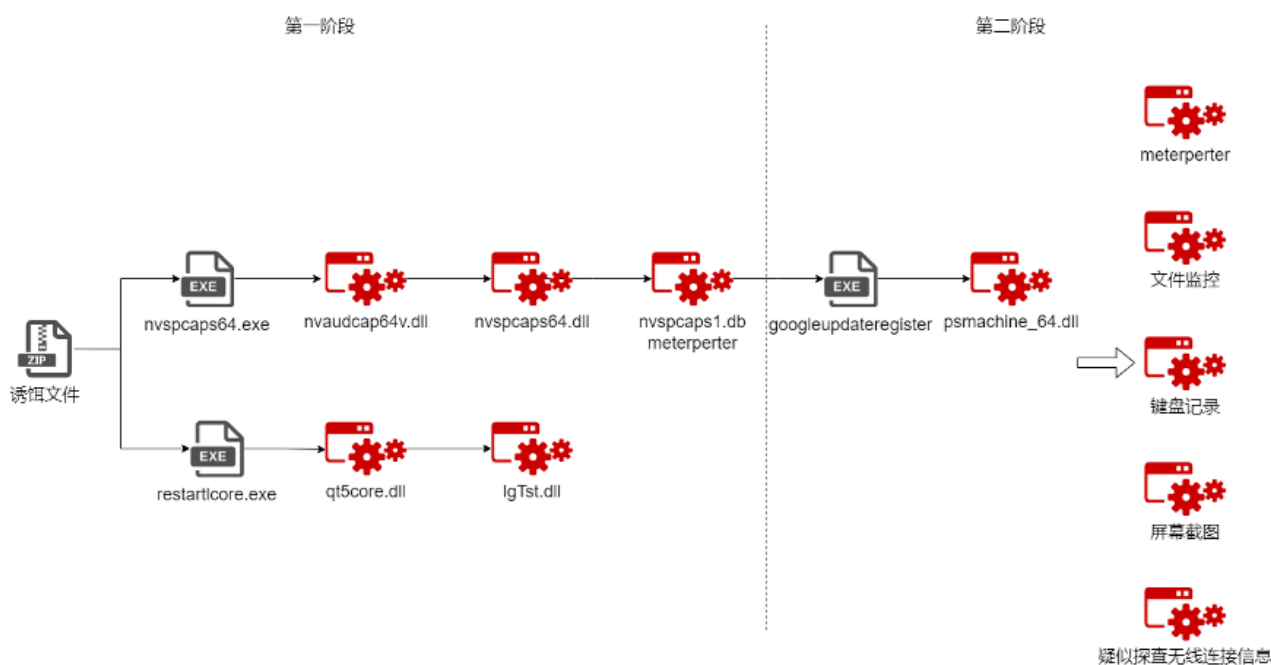 第一阶段
第二阶段
meterperter
文件监控
EXE
nvspcaps64.exe
nvaudcap64v.dll
nvspcaps64.dll
nvspcaps1.db
meterperter
EXE
googleupdateregister
psmachine_64.dll
ZIP
诱饵文件
键盘记录
EXE
restartlcore.exe
qt5core.dll
lgTst.dll
屏幕截图
疑似探查无线连接信息